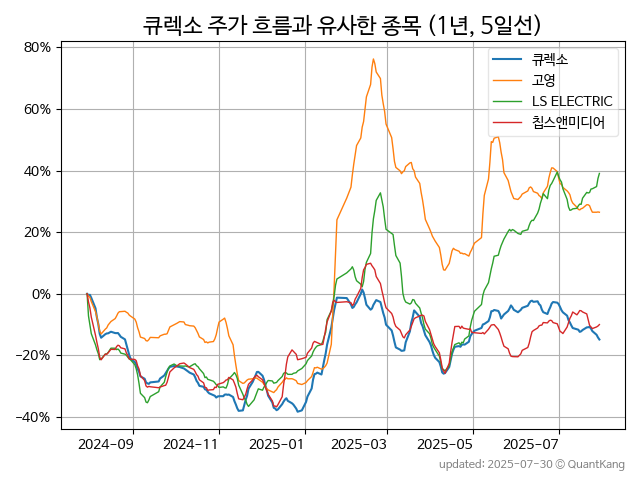 큐렉소 주가 흐름과 유사한 종목 (1년, 5일선)
80%
60%
40%
20%
0%
−20%
−40%
큐렉소
고영
LS ELECTRIC
칩스앤미디어
2024-09
2024-11
2025-01
2025-03
2025-05
2025-07
updated: 2025-07-30 © QuantKang